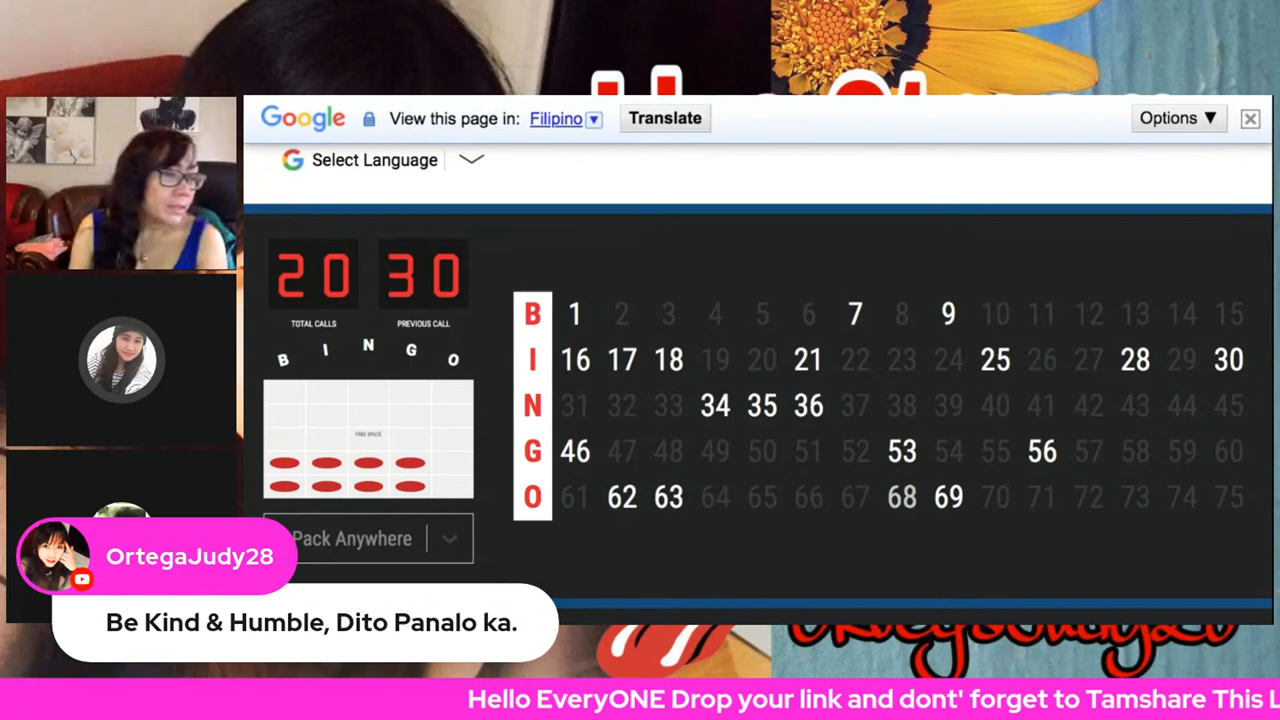 Google View this page in: Filipino ▼ Translate Options ▼
G Select Language
20 30
TOTAL CALLS PREVIOUS CALL
B I N G O
FREE SPACE
Pack Anywhere
B 1 2 3 4 5 6 7 8 9 10 11 12 13 14 15
I 16 17 18 19 20 21 22 23 24 25 26 27 28 29 30
N 31 32 33 34 35 36 37 38 39 40 41 42 43 44 45
G 46 47 48 49 50 51 52 53 54 55 56 57 58 59 60
O 61 62 63 64 65 66 67 68 69 70 71 72 73 74 75
OrtegaJudy28
Be Kind & Humble, Dito Panalo ka.
Hello EveryONE Drop your link and dont' forget to Tamshare This L